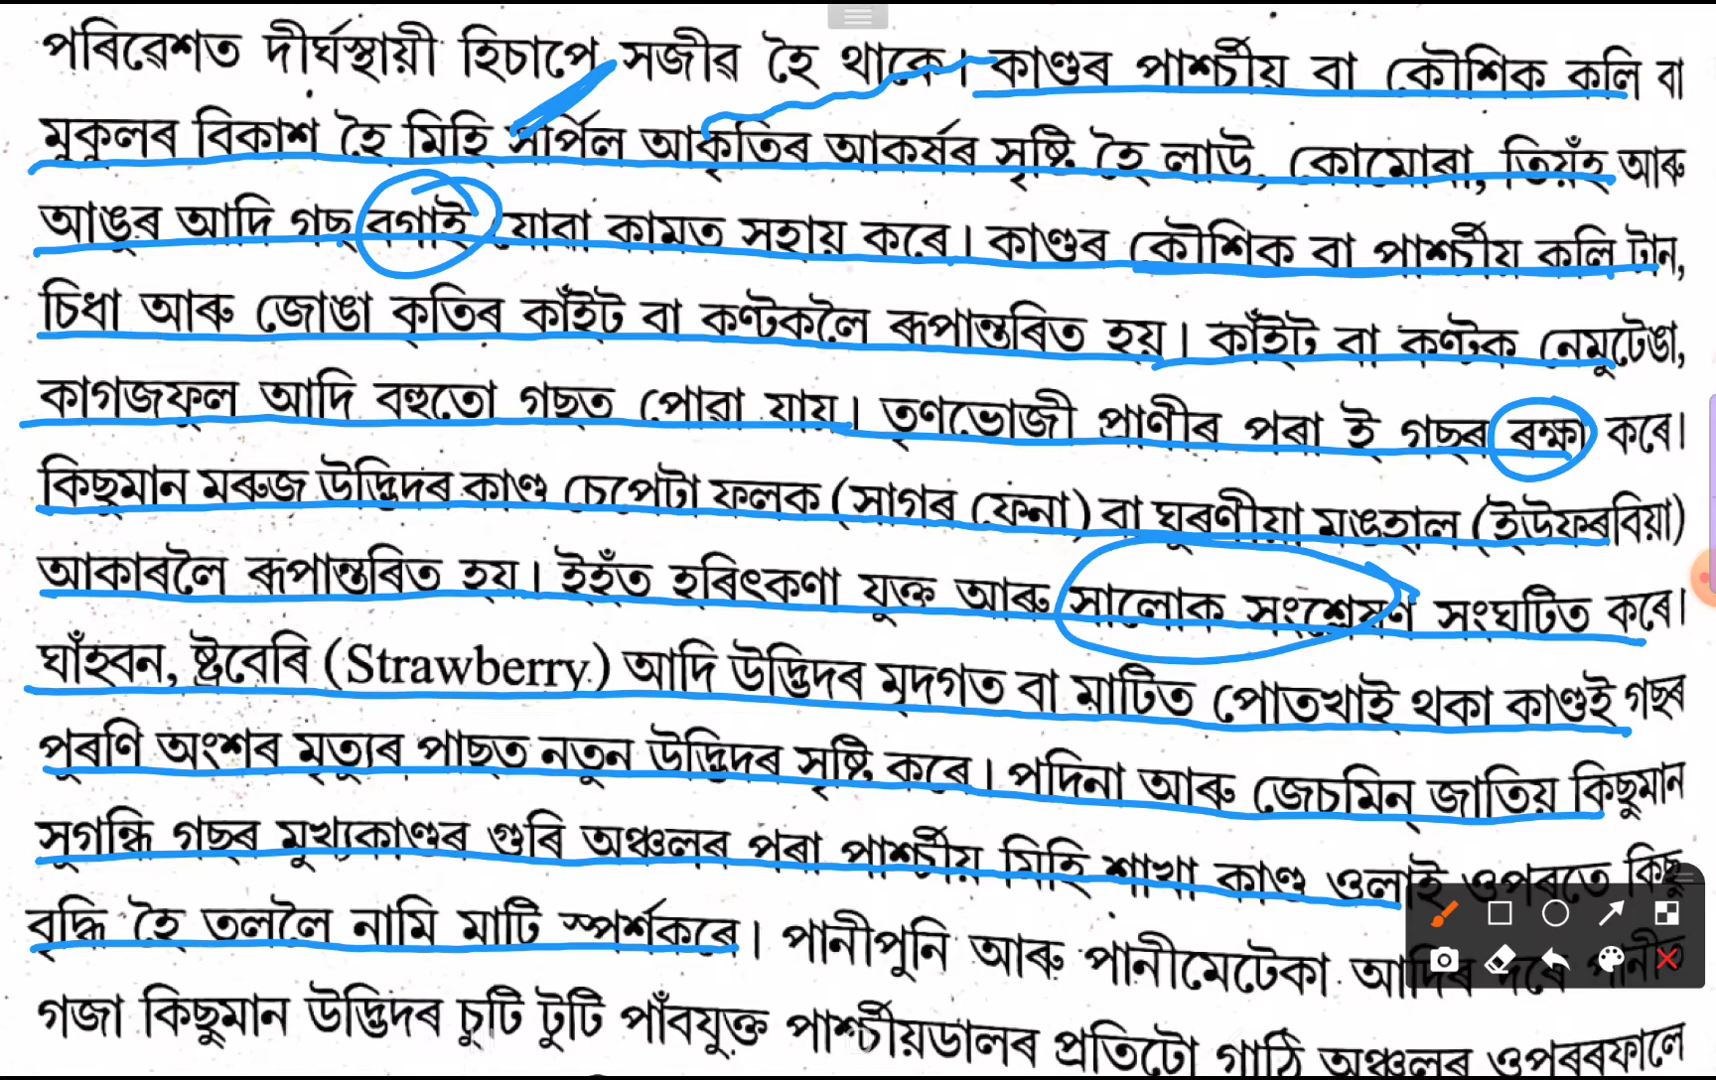 পৰিৱেশত দীৰ্ঘস্থায়ী হিচাপে সজীৱ হৈ থাকে। কাণ্ডৰ পাৰ্শ্চীয় বা কৌশিক কলি বা
মুকুলৰ বিকাশ হৈ মিহি সৰ্পিল আকৃতিৰ আকৰ্ষৰ সৃষ্টি হৈ লাউ, কোমোৰা, তিয়ঁহ আৰু
আঙুৰ আদি গছ বগাই যোৱা কামত সহায় কৰে। কাণ্ডৰ কৌশিক বা পাৰ্শ্চীয় কলি টান,
চিধা আৰু জোঙা কৃতিৰ কাঁইট বা কণ্টকলৈ ৰূপান্তৰিত হয়। কাঁইট বা কণ্টক নেমুটেঙা,
কাগজফুল আদি বহুতো গছত পোৱা যায়। তৃণভোজী প্ৰাণীৰ পৰা ই গছৰ ৰক্ষা কৰে।
কিছুমান মৰুজ উদ্ভিদৰ কাণ্ড চেপেটা ফলক (সাগৰ ফেনা) বা ঘূৰণীয়া মঙহাল (ইউফৰবিয়া)
আকাৰলৈ ৰূপান্তৰিত হয়। ইহঁত হৰিৎকণা যুক্ত আৰু সালোক সংশ্লেষণ সংঘটিত কৰে।
ঘাঁহবন, ষ্ট্ৰবেৰি (Strawberry) আদি উদ্ভিদৰ মৃদগত বা মাটিত পোতখাই থকা কাণ্ডই গছৰ
পুৰণি অংশৰ মৃত্যুৰ পাছত নতুন উদ্ভিদৰ সৃষ্টি কৰে। পদিনা আৰু জেচমিন্ জাতিয় কিছুমান
সুগন্ধি গছৰ মুখ্যকাণ্ডৰ গুৰি অঞ্চলৰ পৰা পাৰ্শ্চীয় মিহি শাখা কাণ্ড ওলাই ওপৰতে কিছু
বৃদ্ধি হৈ তললৈ নামি মাটি স্পৰ্শকৰে। পানীপুনি আৰু পানীমেটেকা আদিৰ দৰে পানীত
গজা কিছুমান উদ্ভিদৰ চুটি টুটি পাঁবযুক্ত পাৰ্শ্চীয়ডালৰ প্ৰতিটো গাঠি অঞ্চলৰ ওপৰৰফালে